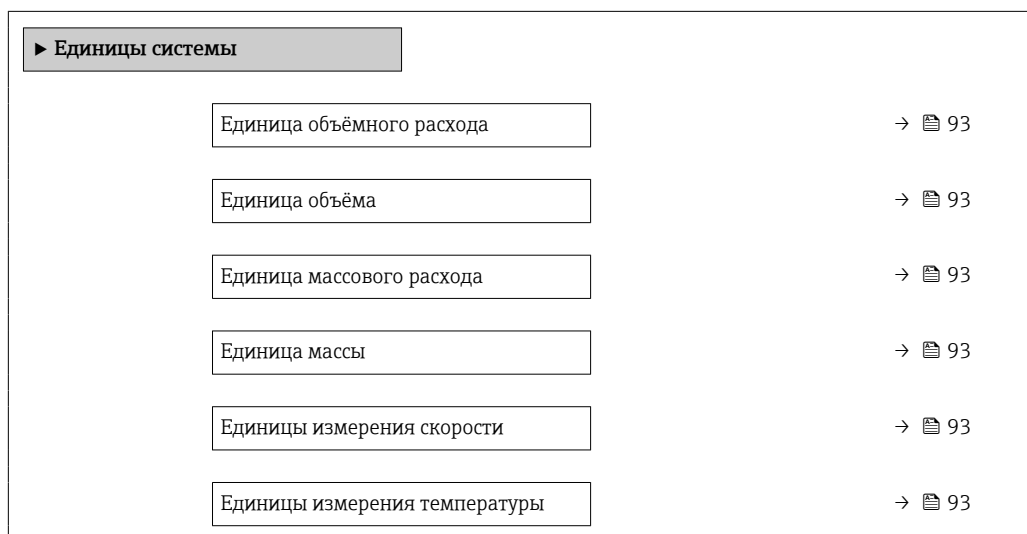 ▶ Единицы системы
Единица объёмного расхода → 93
Единица объёма → 93
Единица массового расхода → 93
Единица массы → 93
Единицы измерения скорости → 93
Единицы измерения температуры → 93